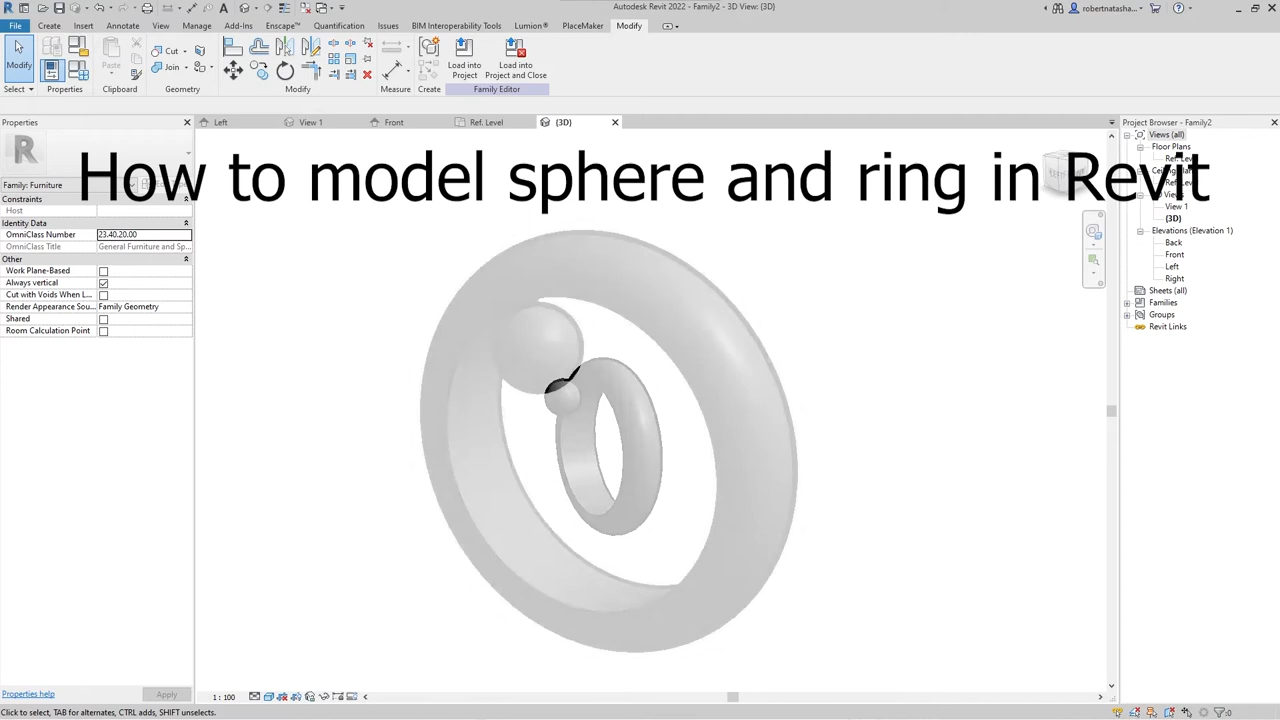 Autodesk Revit 2022 - Family2 - 3D View: {3D}
robertnatasha...
File Create Insert Annotate View Manage Add-Ins Enscape™ Quantification Issues BIM Interoperability Tools Lumion® PlaceMaker Modify
Modify
Paste
Cut
Join
Load into
Project
Load into
Project and Close
Select Properties Clipboard Geometry Modify Measure Create Family Editor
Properties
Left
View 1
Front
Ref. Level
{3D}
Project Browser - Family2
How to model sphere and ring in Revit
Family: Furniture
Constraints
Host
Identity Data
OmniClass Number 23.40.20.00
OmniClass Title General Furniture and Sp...
Other
Work Plane-Based
Always vertical
Cut with Voids When L...
Render Appearance Sou... Family Geometry
Shared
Room Calculation Point
Views (all)
Floor Plans
View 1
{3D}
Elevations (Elevation 1)
Back
Front
Left
Right
Sheets (all)
Families
Groups
Revit Links
Properties help
Apply
1 : 100
Click to select, TAB for alternates, CTRL adds, SHIFT unselects.
:0